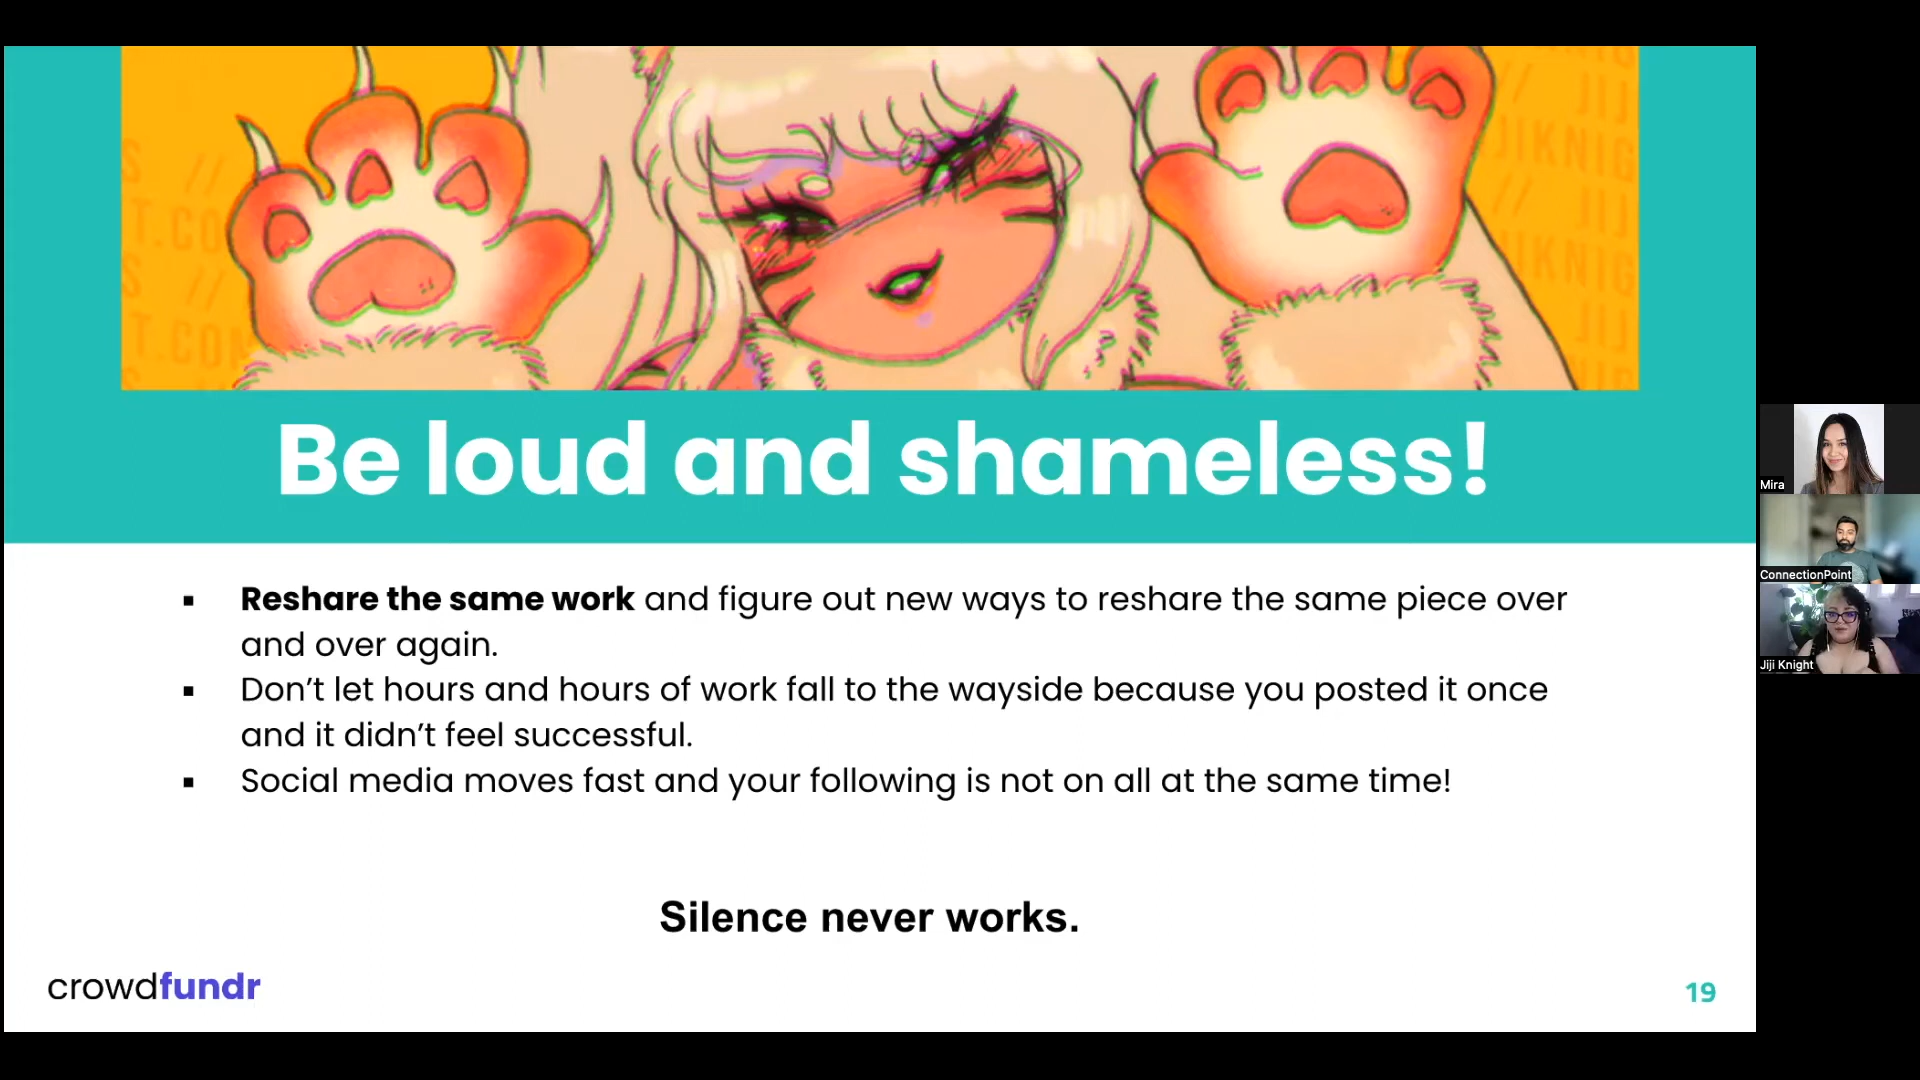 Be loud and shameless!
▪ Reshare the same work and figure out new ways to reshare the same piece over
and over again.
▪ Don’t let hours and hours of work fall to the wayside because you posted it once
and it didn’t feel successful.
▪ Social media moves fast and your following is not on all at the same time!
Silence never works.
crowdfundr
19
Mira
ConnectionPoint
Jiji Knight